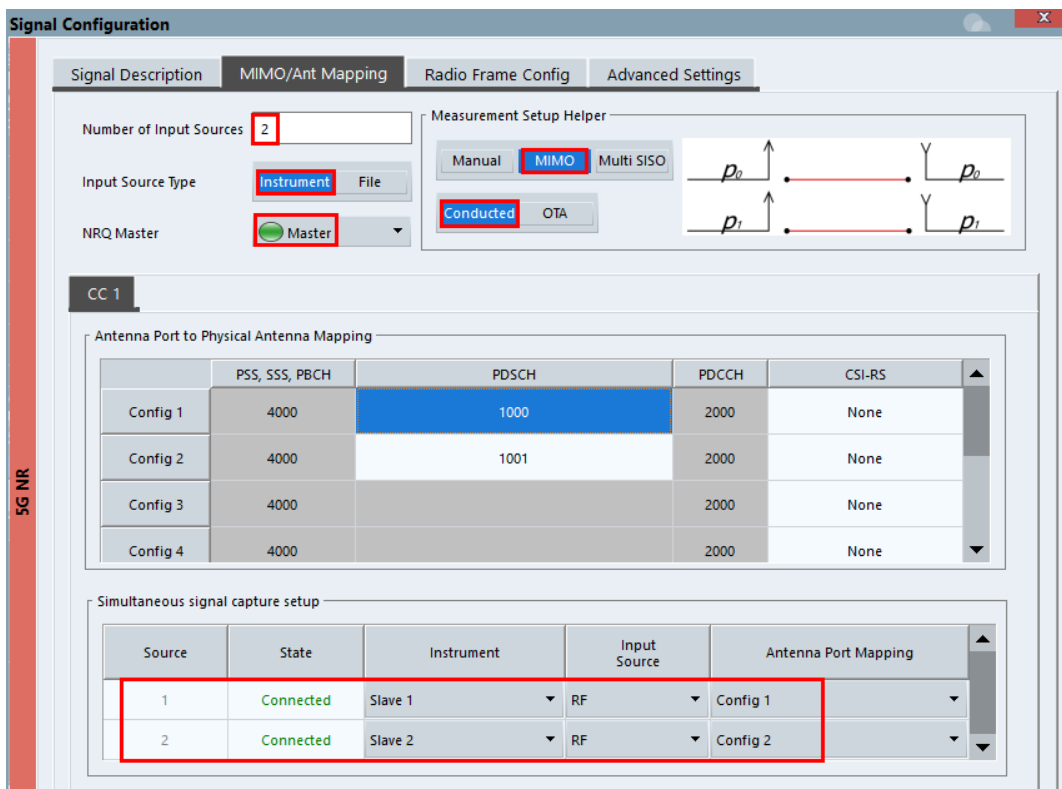 Signal Configuration
X
5G NR
Signal Description MIMO/Ant Mapping Radio Frame Config Advanced Settings
Number of Input Sources 2
Input Source Type Instrument File
NRQ Master Master
Measurement Setup Helper
Manual MIMO Multi SISO
Conducted OTA
p0 p0
p1 p1
CC 1
Antenna Port to Physical Antenna Mapping
PSS, SSS, PBCH PDSCH PDCCH CSI-RS
Config 1 4000 1000 2000 None
Config 2 4000 1001 2000 None
Config 3 4000 2000 None
Config 4 4000 2000 None
Simultaneous signal capture setup
Source State Instrument Input Source Antenna Port Mapping
1 Connected Slave 1 RF Config 1
2 Connected Slave 2 RF Config 2